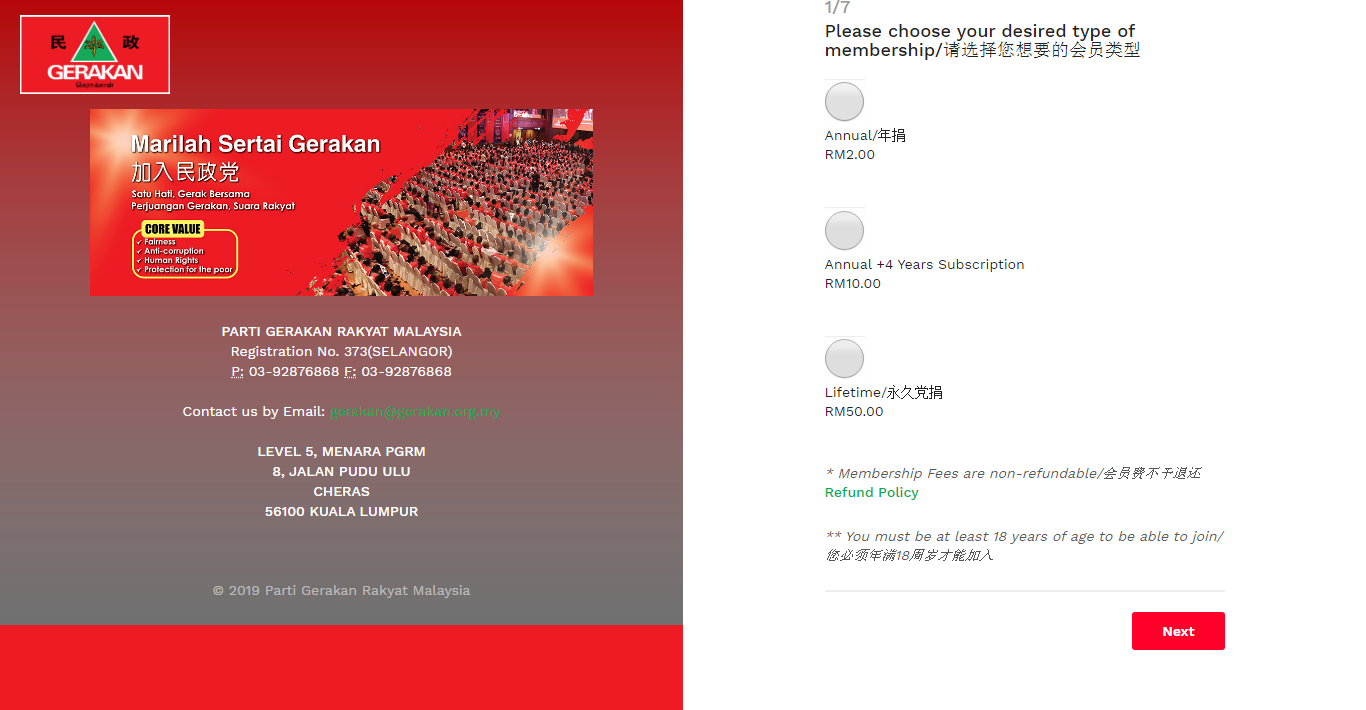 民 政
GERAKAN
Marilah Sertai Gerakan
加入民政党
Satu Hati, Gerak Bersama
Perjuangan Gerakan, Suara Rakyat
CORE VALUE
✓ Fairness
✓ Anti-corruption
✓ Human Rights
✓ Protection for the poor
PARTI GERAKAN RAKYAT MALAYSIA
Registration No. 373(SELANGOR)
P: 03-92876868 F: 03-92876868
Contact us by Email: gerakan@gerakan.org.my
LEVEL 5, MENARA PGRM
8, JALAN PUDU ULU
CHERAS
56100 KUALA LUMPUR
© 2019 Parti Gerakan Rakyat Malaysia
1/7
Please choose your desired type of
membership/请选择您想要的会员类型
Annual/年捐
RM2.00
Annual +4 Years Subscription
RM10.00
Lifetime/永久党捐
RM50.00
* Membership Fees are non-refundable/会员费不予退还
Refund Policy
** You must be at least 18 years of age to be able to join/
您必须年满18周岁才能加入
Next